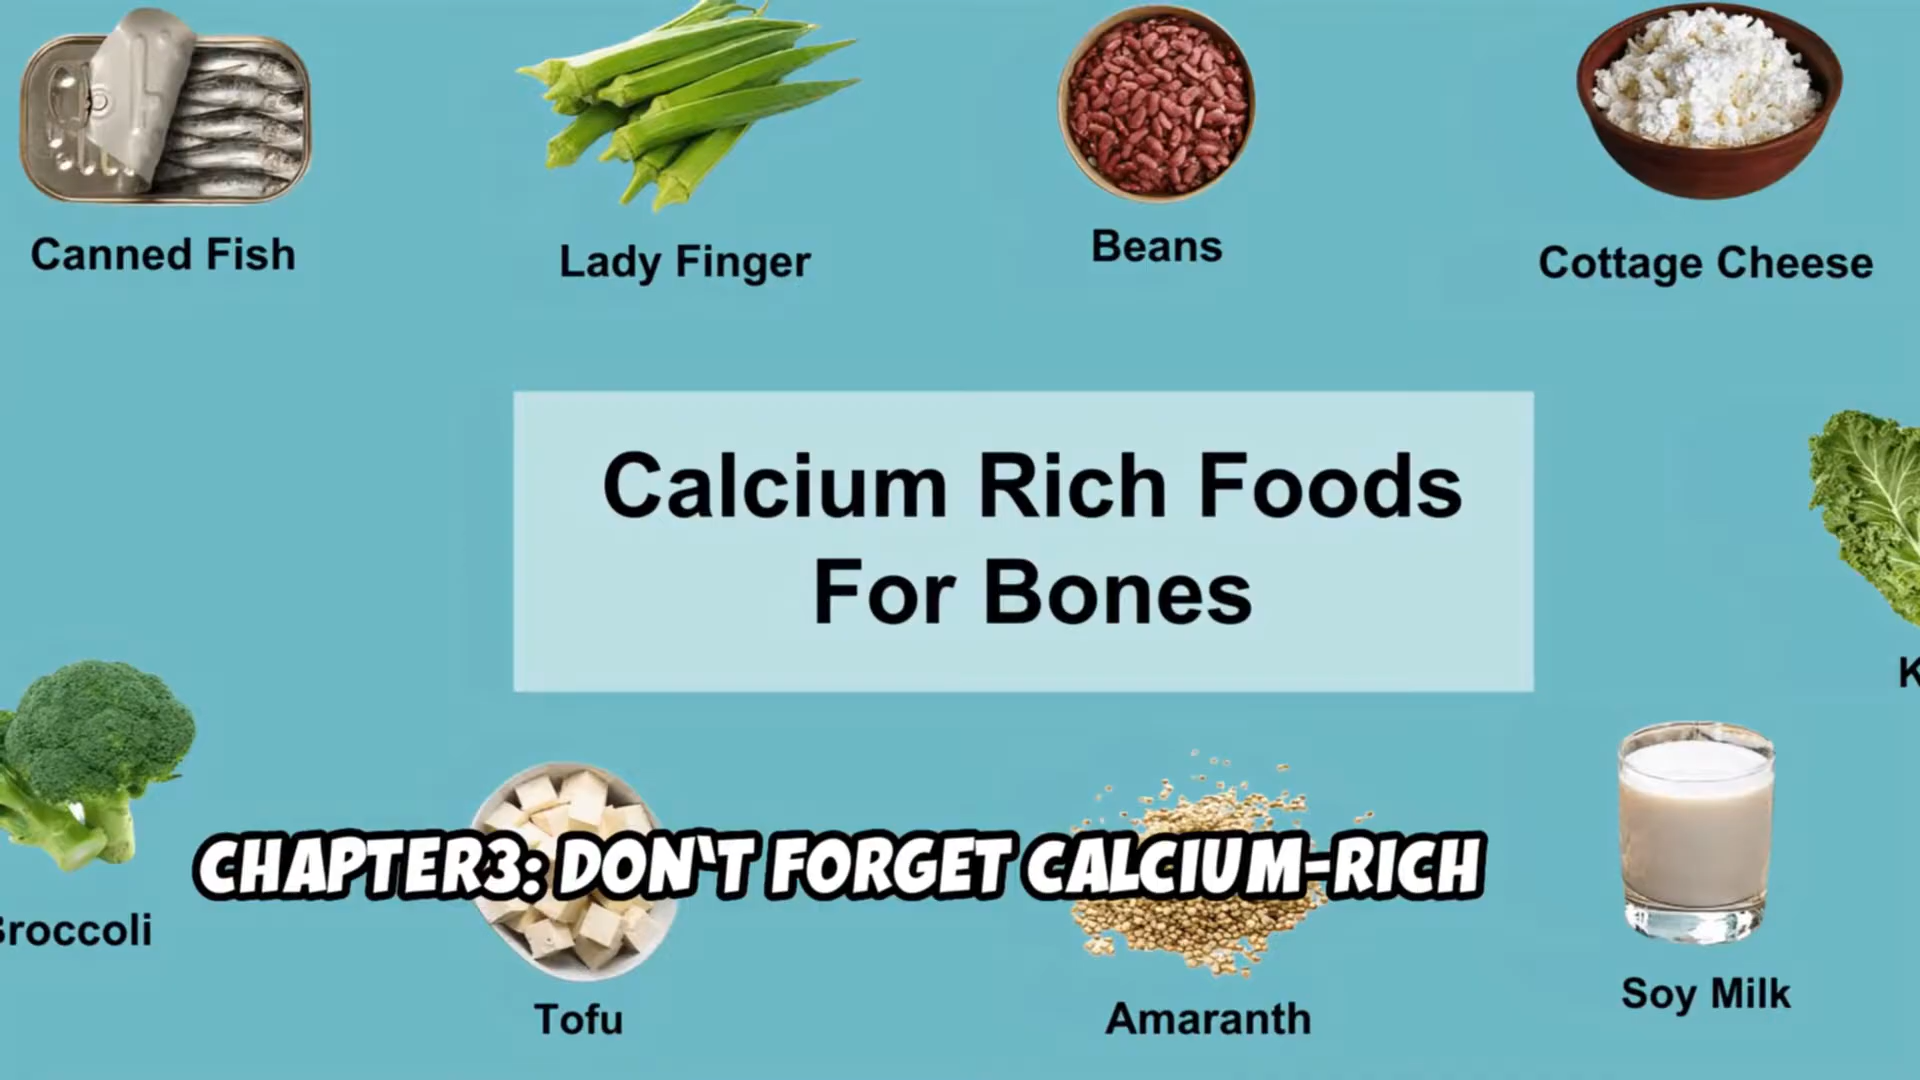 Canned Fish
Lady Finger
Beans
Cottage Cheese
Calcium Rich Foods
For Bones
K
CHAPTER3: DON'T FORGET CALCIUM-RICH
Broccoli
Tofu
Amaranth
Soy Milk